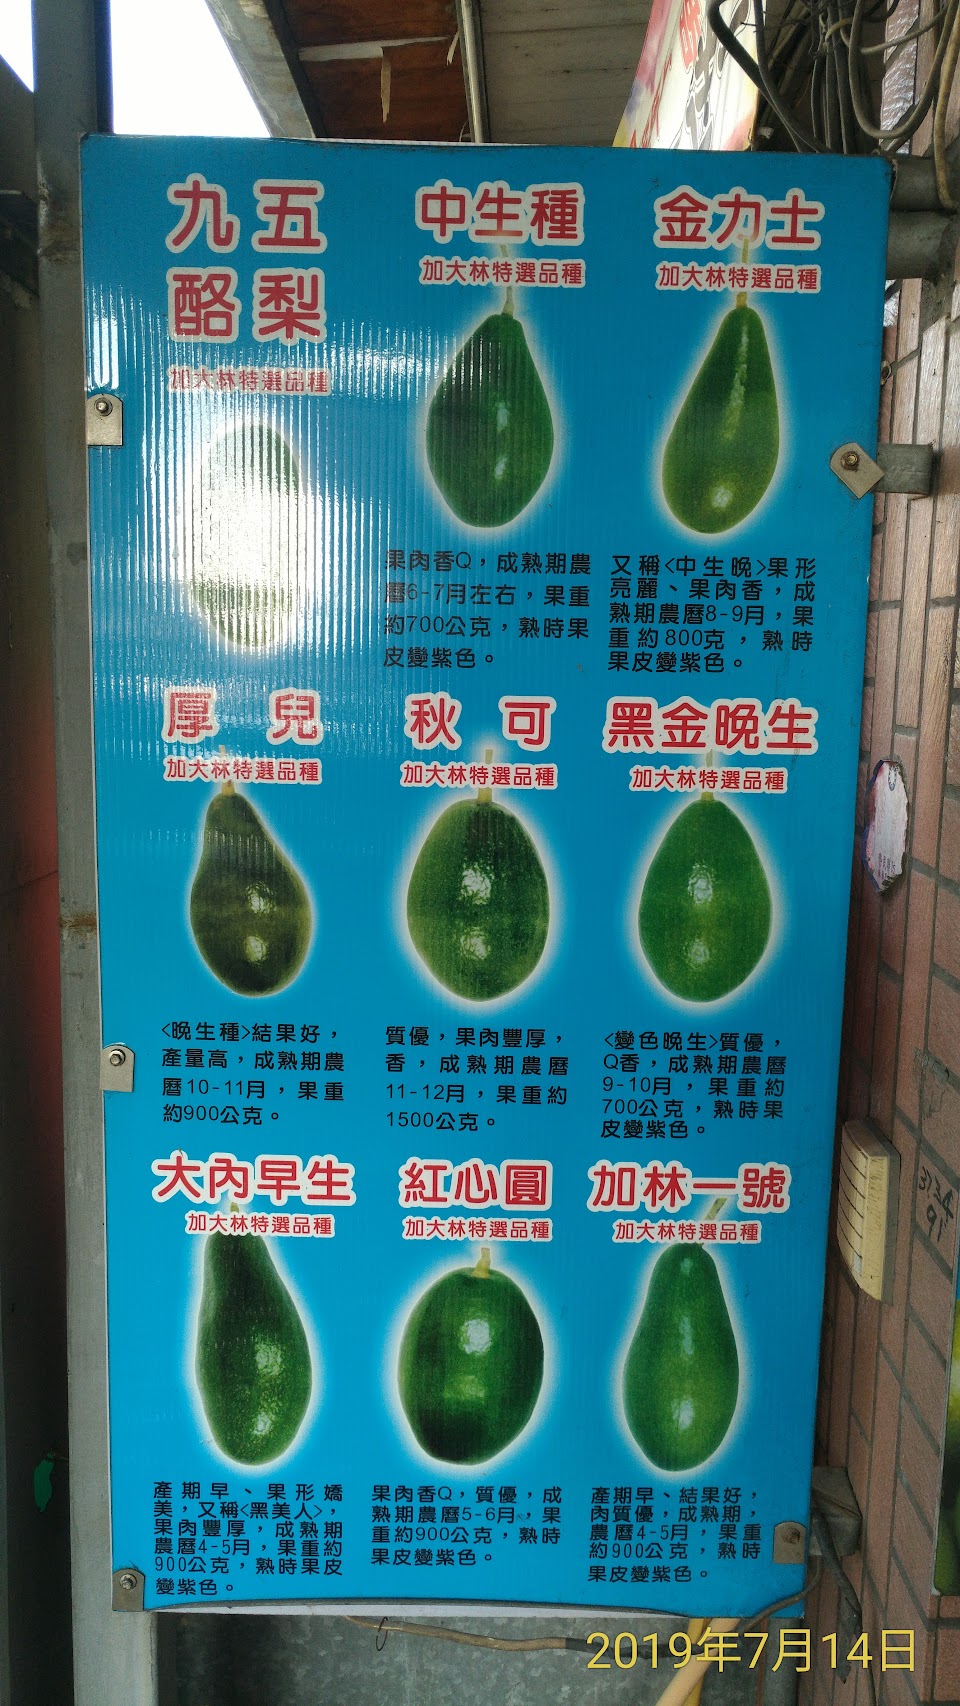 九五
酪梨
加大林特選品種
中生種
加大林特選品種
果肉香Q，成熟期農
曆6-7月左右，果重
約700公克，熟時果
皮變紫色。
金力士
加大林特選品種
又稱<中生晚>果形
亮麗、果肉香，成
熟期農曆8-9月，果
重約800克，熟時
果皮變紫色。
厚兒
加大林特選品種
<晚生種>結果好，
產量高，成熟期農
曆10-11月，果重
約900公克。
秋可
加大林特選品種
質優，果肉豐厚，
香，成熟期農曆
11-12月，果重約
1500公克。
黑金晚生
加大林特選品種
<變色晚生>質優，
Q香，成熟期農曆
9-10月，果重約
700公克，熟時果
皮變紫色。
大內早生
加大林特選品種
產期早、果形嬌
美，又稱<黑美人>，
果肉豐厚，成熟期
農曆4-5月，果重約
900公克，熟時果皮
變紫色。
紅心圓
加大林特選品種
果肉香Q，質優，成
熟期農曆5-6月，果
重約900公克，熟時
果皮變紫色。
加林一號
加大林特選品種
產期早、結果好，
肉質優，成熟期，
農曆4-5月，果重
約900公克，熟時
果皮變紫色。
2019年7月14日